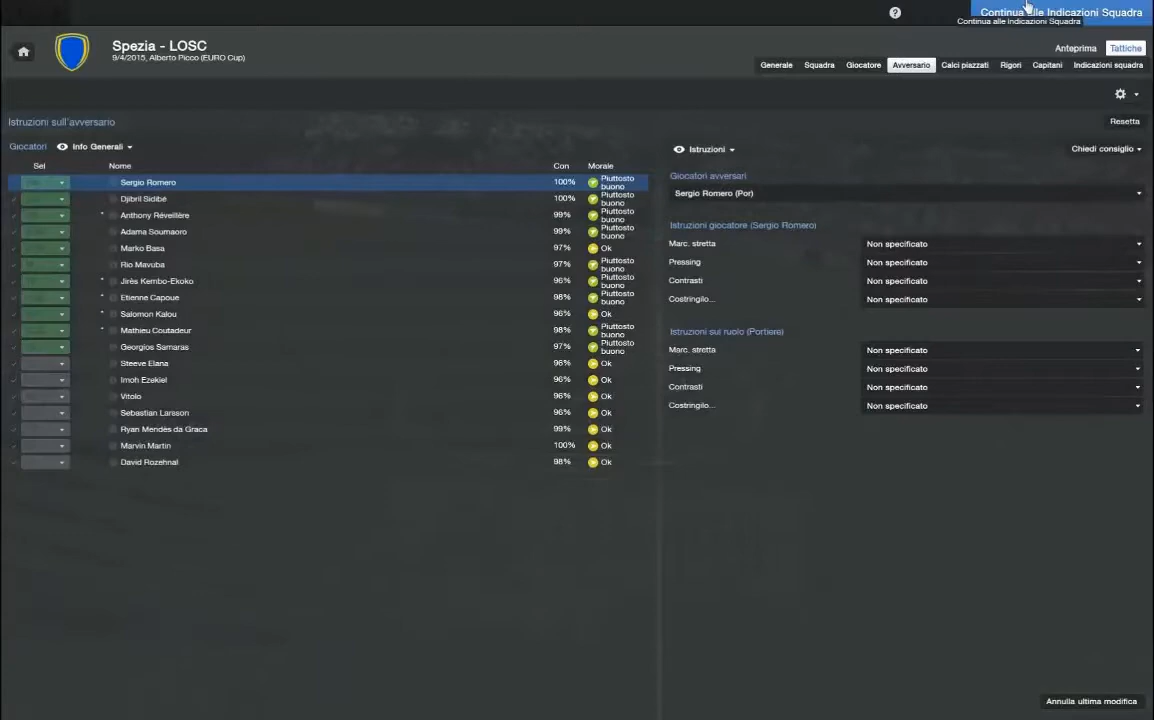 Continua alle Indicazioni Squadra
Continua alle Indicazioni Squadra
Spezia - LOSC
9/4/2015, Alberto Picco (EURO Cup)
Anteprima Tattiche
Generale Squadra Giocatore Avversario Calci piazzati Rigori Capitani Indicazioni squadra
Istruzioni sull'avversario
Resetta
Giocatori Info Generali
Istruzioni
Chiedi consiglio
Sel Nome Con Morale
Sergio Romero 100% Piuttosto buono
Djibril Sidibé 100% Piuttosto buono
Anthony Réveillère 99% Piuttosto buono
Adama Soumaoro 99% Piuttosto buono
Marko Basa 97% Ok
Rio Mavuba 97% Piuttosto buono
Jirès Kembo-Ekoko 96% Piuttosto buono
Etienne Capoue 98% Piuttosto buono
Salomon Kalou 96% Ok
Mathieu Coutadeur 98% Piuttosto buono
Georgios Samaras 97% Piuttosto buono
Steeve Elana 96% Ok
Imoh Ezekiel 96% Ok
Vitolo 96% Ok
Sebastian Larsson 96% Ok
Ryan Mendès da Graca 99% Ok
Marvin Martin 100% Ok
David Rozehnal 98% Ok
Giocatori avversari
Sergio Romero (Por)
Istruzioni giocatore (Sergio Romero)
Marc. stretta Non specificato
Pressing Non specificato
Contrasti Non specificato
Costringilo... Non specificato
Istruzioni sul ruolo (Portiere)
Marc. stretta Non specificato
Pressing Non specificato
Contrasti Non specificato
Costringilo... Non specificato
Annulla ultima modifica